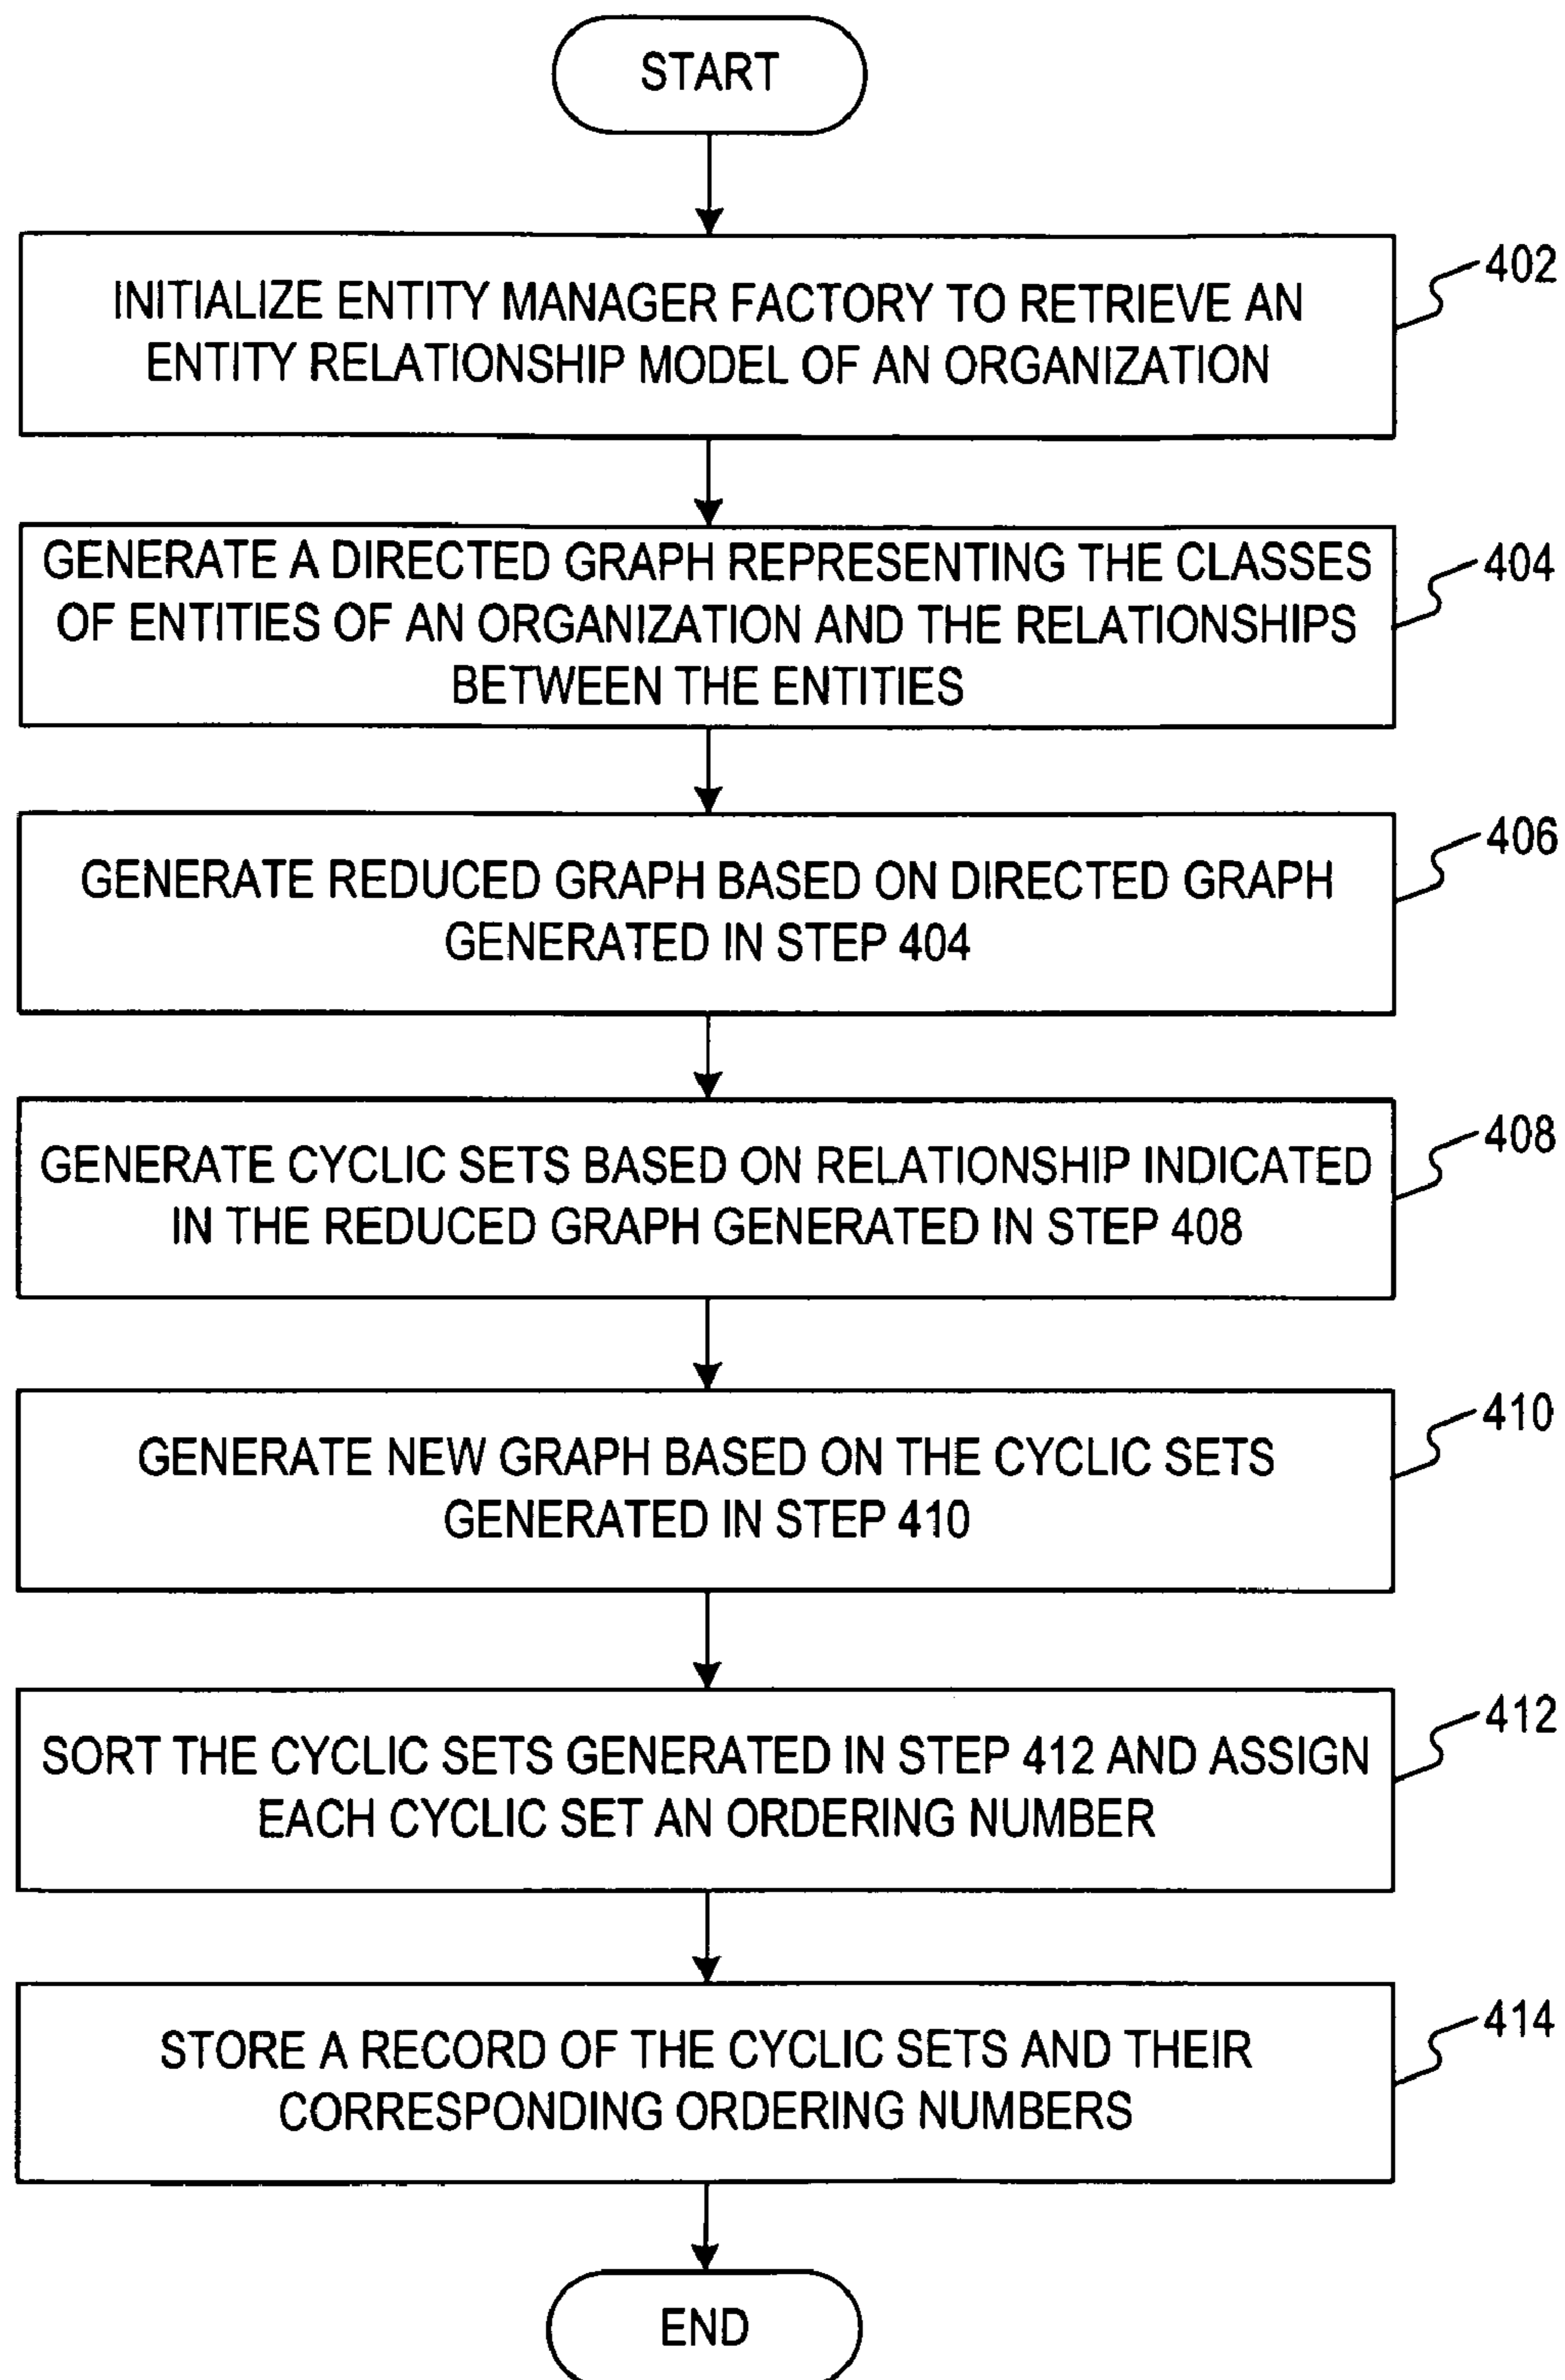 START
INITIALIZE ENTITY MANAGER FACTORY TO RETRIEVE AN
ENTITY RELATIONSHIP MODEL OF AN ORGANIZATION
402
GENERATE A DIRECTED GRAPH REPRESENTING THE CLASSES
OF ENTITIES OF AN ORGANIZATION AND THE RELATIONSHIPS
BETWEEN THE ENTITIES
404
GENERATE REDUCED GRAPH BASED ON DIRECTED GRAPH
GENERATED IN STEP 404
406
GENERATE CYCLIC SETS BASED ON RELATIONSHIP INDICATED
IN THE REDUCED GRAPH GENERATED IN STEP 408
408
GENERATE NEW GRAPH BASED ON THE CYCLIC SETS
GENERATED IN STEP 410
410
SORT THE CYCLIC SETS GENERATED IN STEP 412 AND ASSIGN
EACH CYCLIC SET AN ORDERING NUMBER
412
STORE A RECORD OF THE CYCLIC SETS AND THEIR
CORRESPONDING ORDERING NUMBERS
414
END